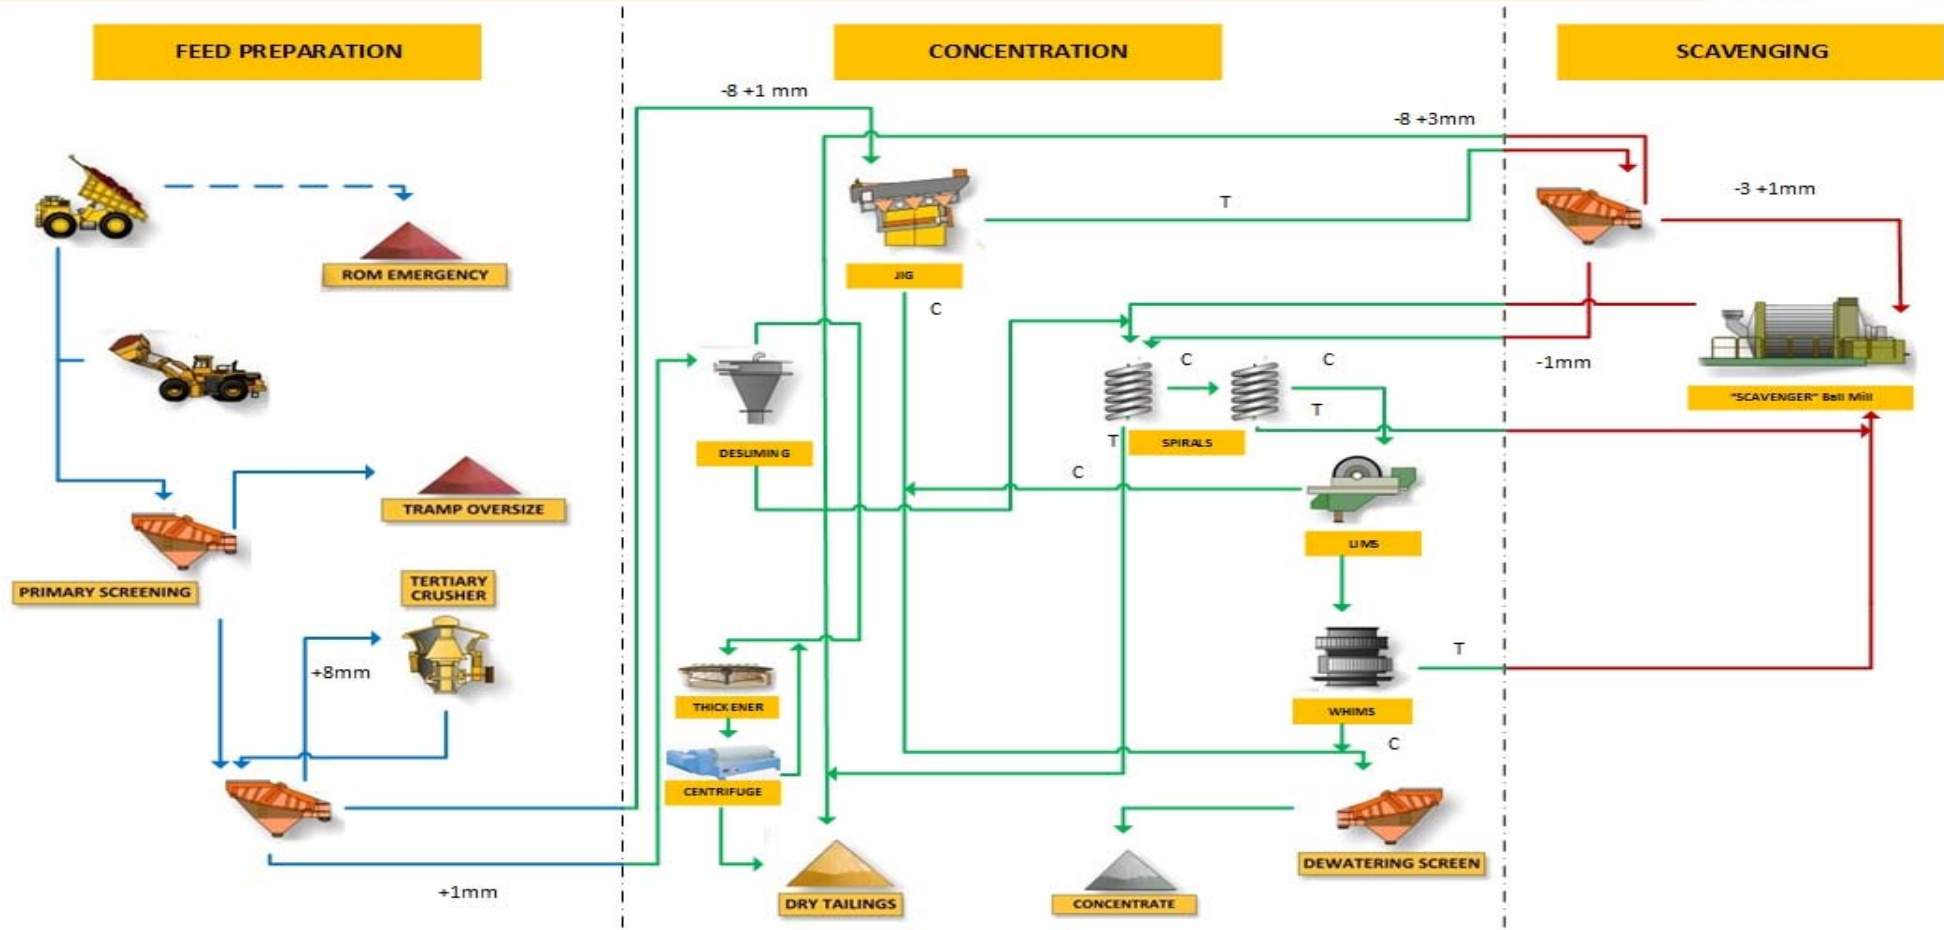 FEED PREPARATION
CONCENTRATION
SCAVENGING
-8 +1 mm
-8 +3mm
T
-3 +1mm
ROM EMERGENCY
JIG
C
-1mm
C
C
T
"SCAVENGER" Ball Mill
DESLIMING
T
SPIRALS
C
TRAMP OVERSIZE
LIMS
PRIMARY SCREENING
TERTIARY
CRUSHER
+8mm
T
THICKENER
WHIMS
C
CENTRIFUGE
DEWATERING SCREEN
+1mm
DRY TAILINGS
CONCENTRATE